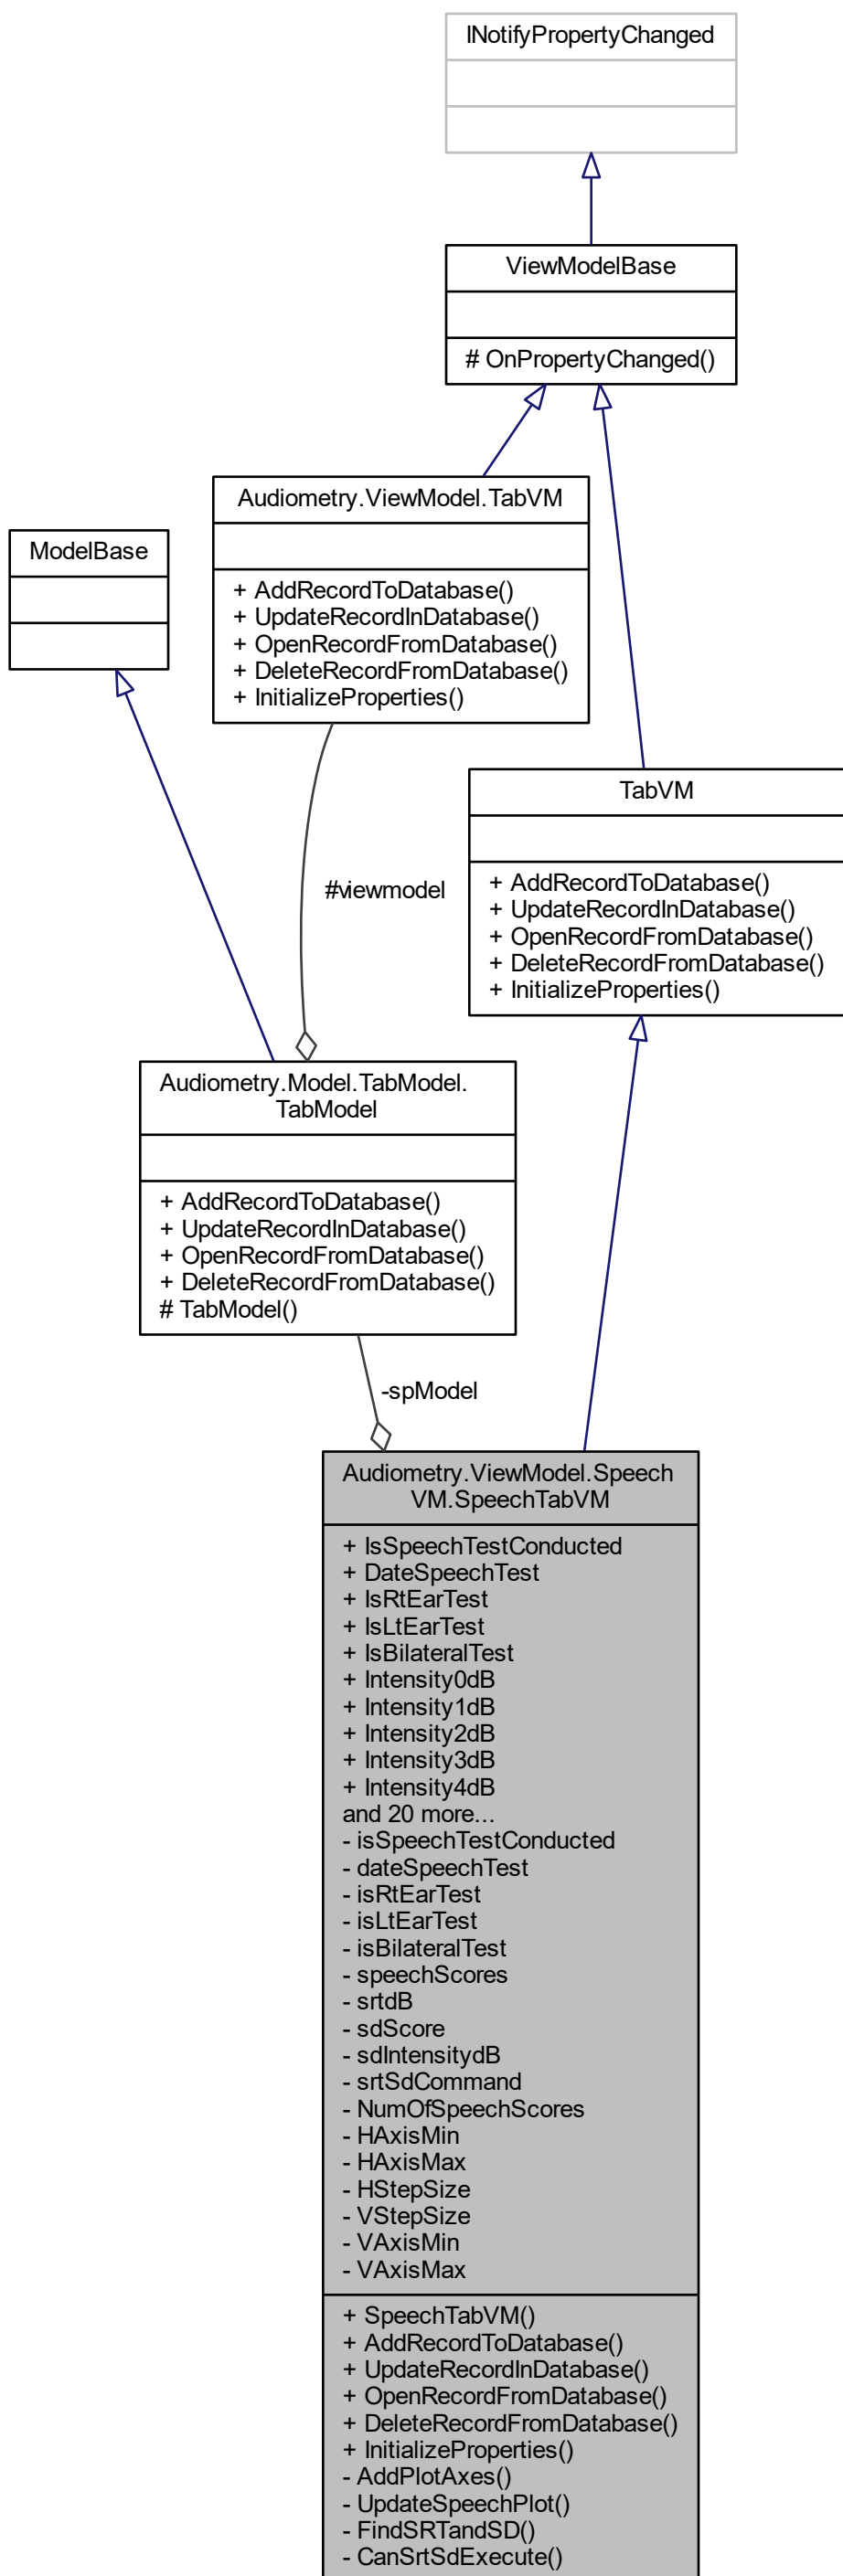 INotifyPropertyChanged
ViewModelBase
# OnPropertyChanged()
Audiometry.ViewModel.TabVM
+ AddRecordToDatabase()
+ UpdateRecordInDatabase()
+ OpenRecordFromDatabase()
+ DeleteRecordFromDatabase()
+ InitializeProperties()
ModelBase
TabVM
+ AddRecordToDatabase()
+ UpdateRecordInDatabase()
+ OpenRecordFromDatabase()
+ DeleteRecordFromDatabase()
+ InitializeProperties()
#viewmodel
Audiometry.Model.TabModel.
TabModel
+ AddRecordToDatabase()
+ UpdateRecordInDatabase()
+ OpenRecordFromDatabase()
+ DeleteRecordFromDatabase()
# TabModel()
-spModel
Audiometry.ViewModel.Speech
VM.SpeechTabVM
+ IsSpeechTestConducted
+ DateSpeechTest
+ IsRtEarTest
+ IsLtEarTest
+ IsBilateralTest
+ Intensity0dB
+ Intensity1dB
+ Intensity2dB
+ Intensity3dB
+ Intensity4dB
and 20 more...
- isSpeechTestConducted
- dateSpeechTest
- isRtEarTest
- isLtEarTest
- isBilateralTest
- speechScores
- srtdB
- sdScore
- sdIntensitydB
- srtSdCommand
- NumOfSpeechScores
- HAxisMin
- HAxisMax
- HStepSize
- VStepSize
- VAxisMin
- VAxisMax
+ SpeechTabVM()
+ AddRecordToDatabase()
+ UpdateRecordInDatabase()
+ OpenRecordFromDatabase()
+ DeleteRecordFromDatabase()
+ InitializeProperties()
- AddPlotAxes()
- UpdateSpeechPlot()
- FindSRTandSD()
- CanSrtSdExecute()